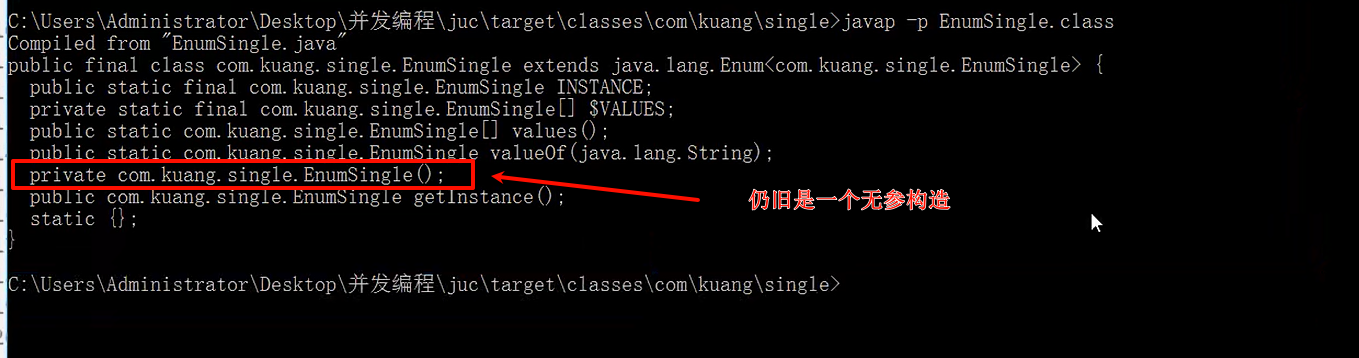 C:\Users\Administrator\Desktop\并发编程\juc\target\classes\com\kuang\single>javap -p EnumSingle.class
Compiled from "EnumSingle.java"
public final class com.kuang.single.EnumSingle extends java.lang.Enum<com.kuang.single.EnumSingle> {
  public static final com.kuang.single.EnumSingle INSTANCE;
  private static final com.kuang.single.EnumSingle[] $VALUES;
  public static com.kuang.single.EnumSingle[] values();
  public static com.kuang.single.EnumSingle valueOf(java.lang.String);
  private com.kuang.single.EnumSingle();
  public com.kuang.single.EnumSingle getInstance();
仍旧是一个无参构造
  static {};
}
C:\Users\Administrator\Desktop\并发编程\juc\target\classes\com\kuang\single>